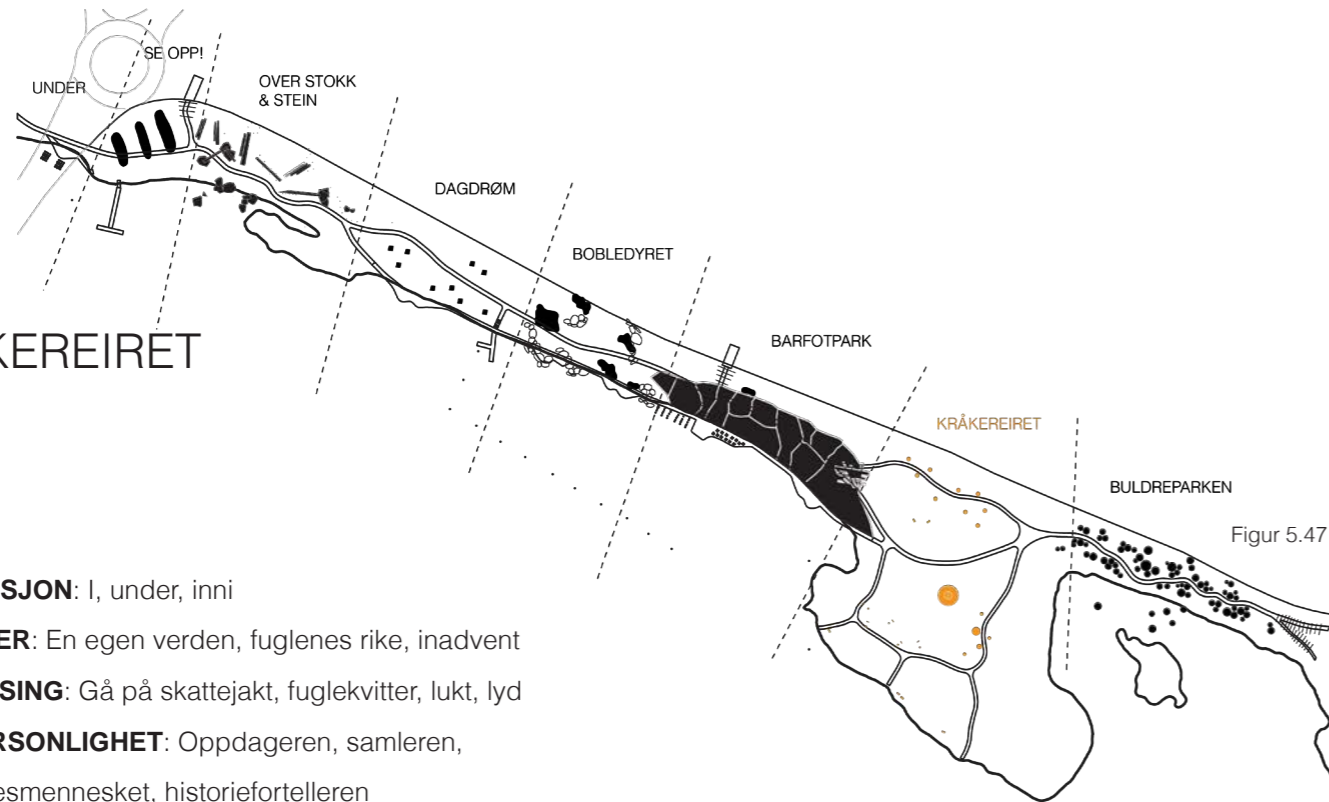 SE OPP!
UNDER
OVER STOKK
& STEIN
DAGDRØM
BOBLEDYRET
BARFOTPARK
KRÅKEREIRET
BULDREPARKEN
Figur 5.47
KEREIRET
SJON: I, under, inni
ER: En egen verden, fuglenes rike, inadvent
SING: Gå på skattejakt, fuglekvitter, lukt, lyd
RSONLIGHET: Oppdageren, samleren,
esmennesket, historiefortelleren